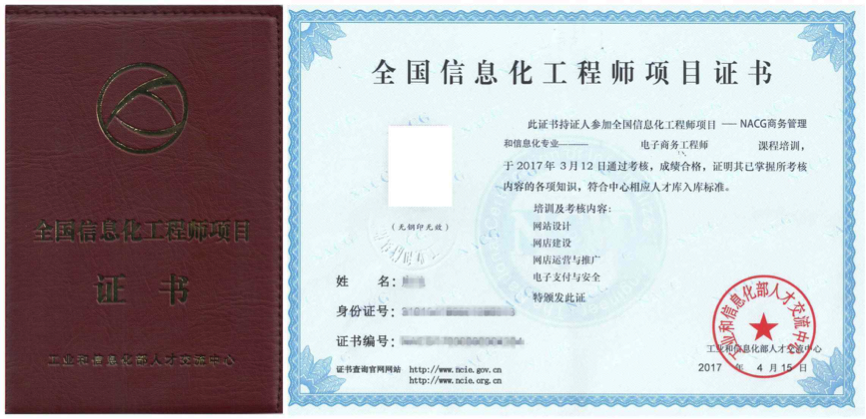 全国信息化工程师项目
证书
工业和信息化部人才交流中心
全国信息化工程师项目证书
此证书持证人参加全国信息化工程师项目 —— NACG商务管理
和信息化专业—— 电子商务工程师 课程培训,
于 2017 年 3 月 12 日通过考核，成绩合格，证明其已掌握所考核
内容的各项知识，符合中心相应人才库入库标准。
培训及考核内容:
网站设计
网店建设
网店运营与推广
电子支付与安全
特颁发此证
(无钢印无效)
姓 名:
身份证号:
证书编号:
证书查询官网网站 http://www.ncie.gov.cn
http://www.ncie.org.cn
工业和信息化部人才交流中心
工业和信息化部人才交流中心
2017 年 4 月 15 日